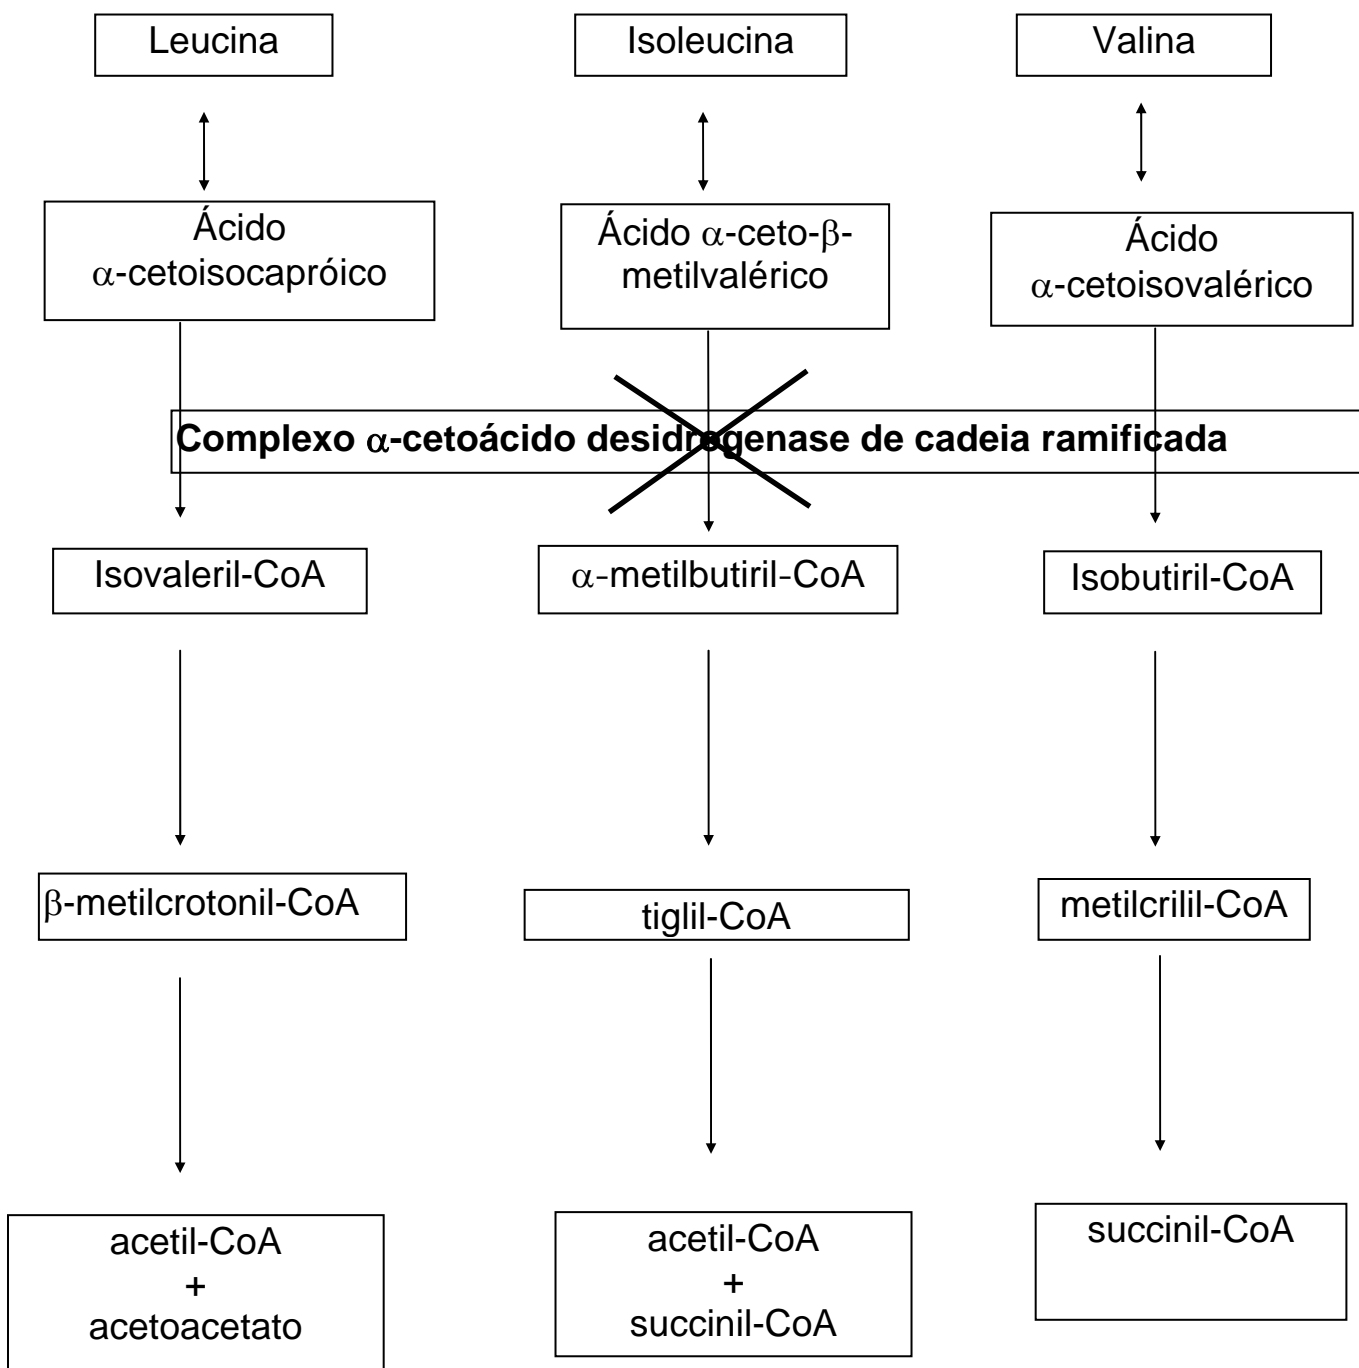 Leucina
Isoleucina
Valina
Ácido
α-cetoisocapróico
Ácido α-ceto-β-
metilvalérico
Ácido
α-cetoisovalérico
Complexo α-cetoácido desidrogenase de cadeia ramificada
Isovaleril-CoA
α-metilbutiril-CoA
Isobutiril-CoA
β-metilcrotonil-CoA
tiglil-CoA
metilcrilil-CoA
acetil-CoA
+
acetoacetato
acetil-CoA
+
succinil-CoA
succinil-CoA